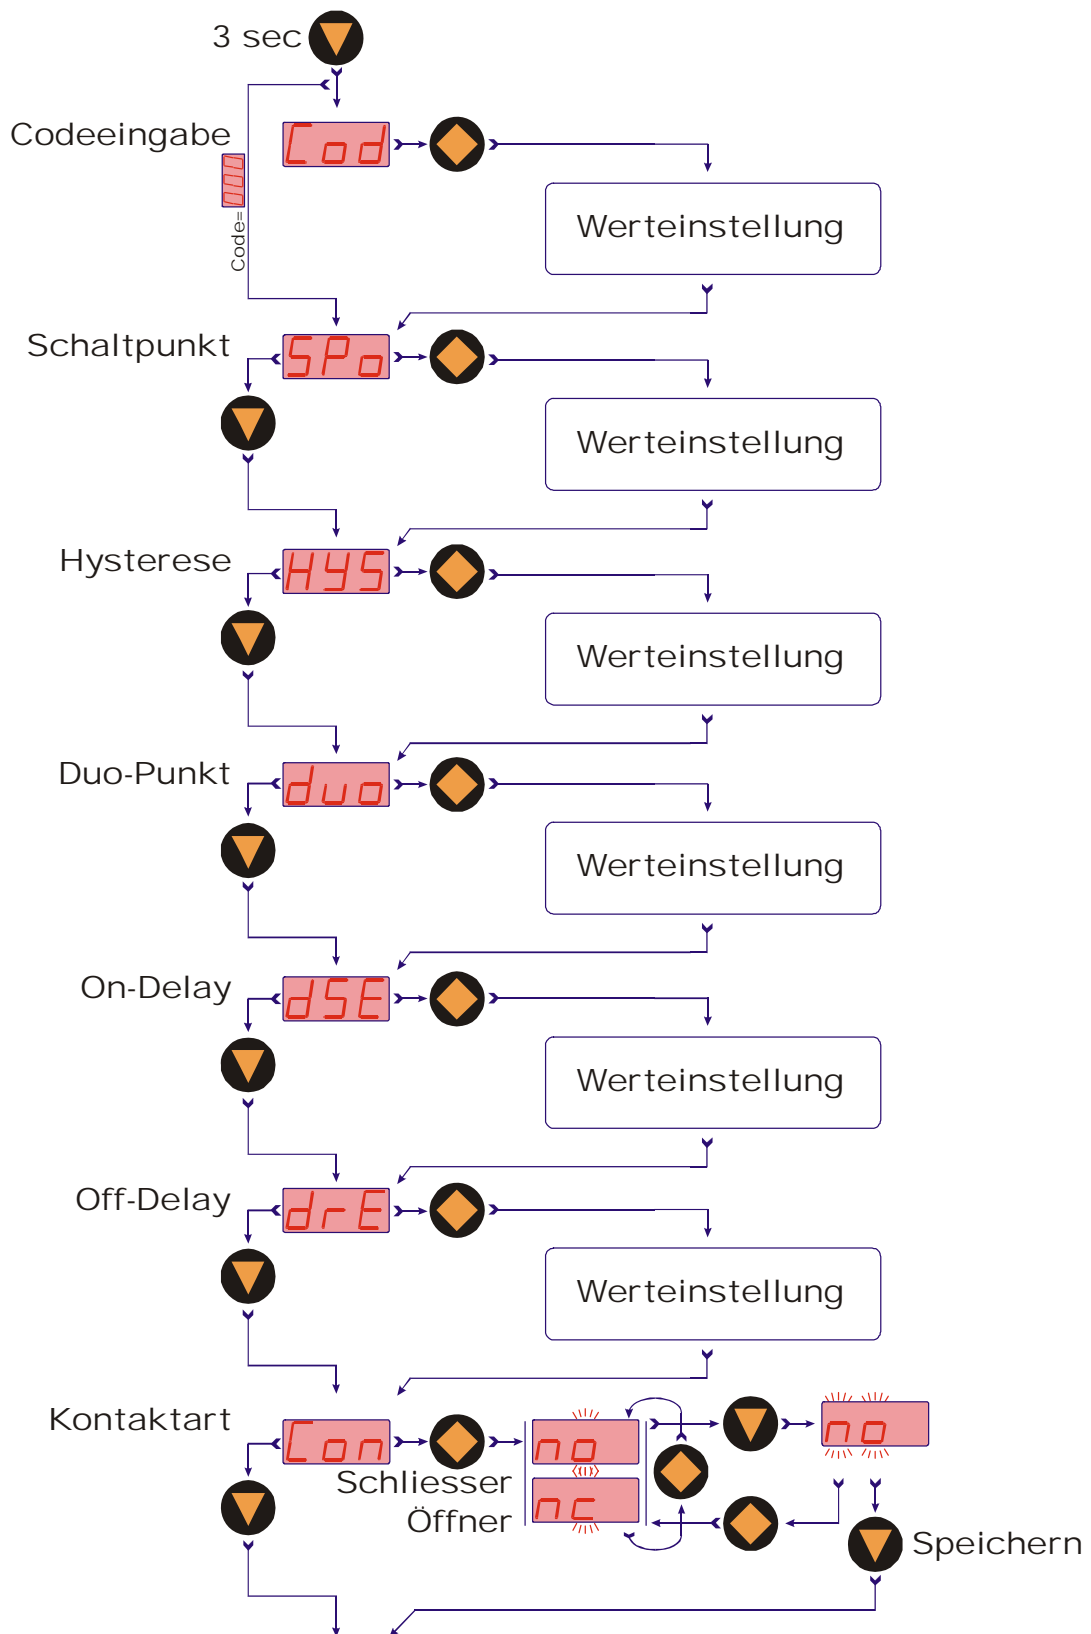 3 sec
Codeeingabe
Cod
000
Code=
Werteinstellung
Schaltpunkt
SPo
Werteinstellung
Hysterese
HYS
Werteinstellung
Duo-Punkt
duo
Werteinstellung
On-Delay
dSE
Werteinstellung
Off-Delay
drE
Werteinstellung
Kontaktart
Con
no
no
Schliesser
nc
Öffner
Speichern